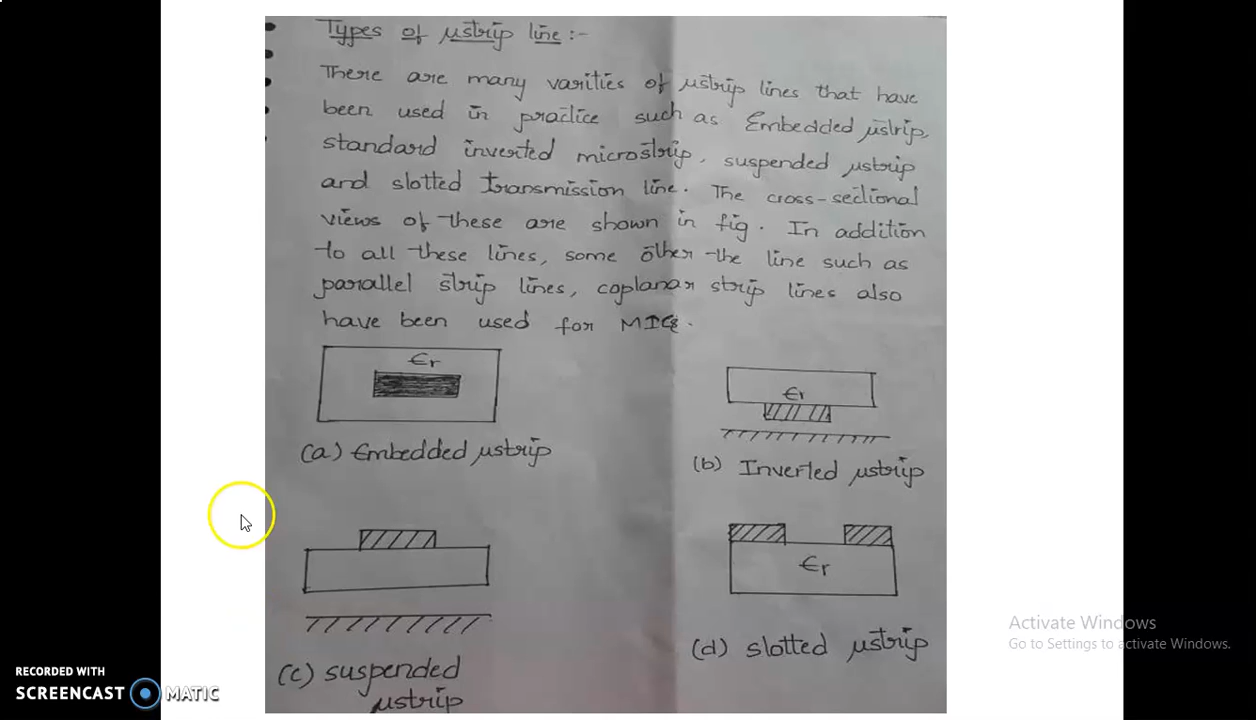 Types of μstrip line :-
There are many varities of μstrip lines that have
been used in practice such as Embedded μstrip,
standard inverted microstrip, suspended μstrip
and slotted transmission line. The cross-sectional
views of these are shown in fig. In addition
to all these lines, some other the line such as
parallel strip lines, coplanar strip lines also
have been used for MICs.
Єr
(a) Embedded μstrip
Єr
(b) Inverted μstrip
(c) suspended
μstrip
Єr
(d) slotted μstrip
Activate Windows
Go to Settings to activate Windows.
RECORDED WITH
SCREENCAST MATIC